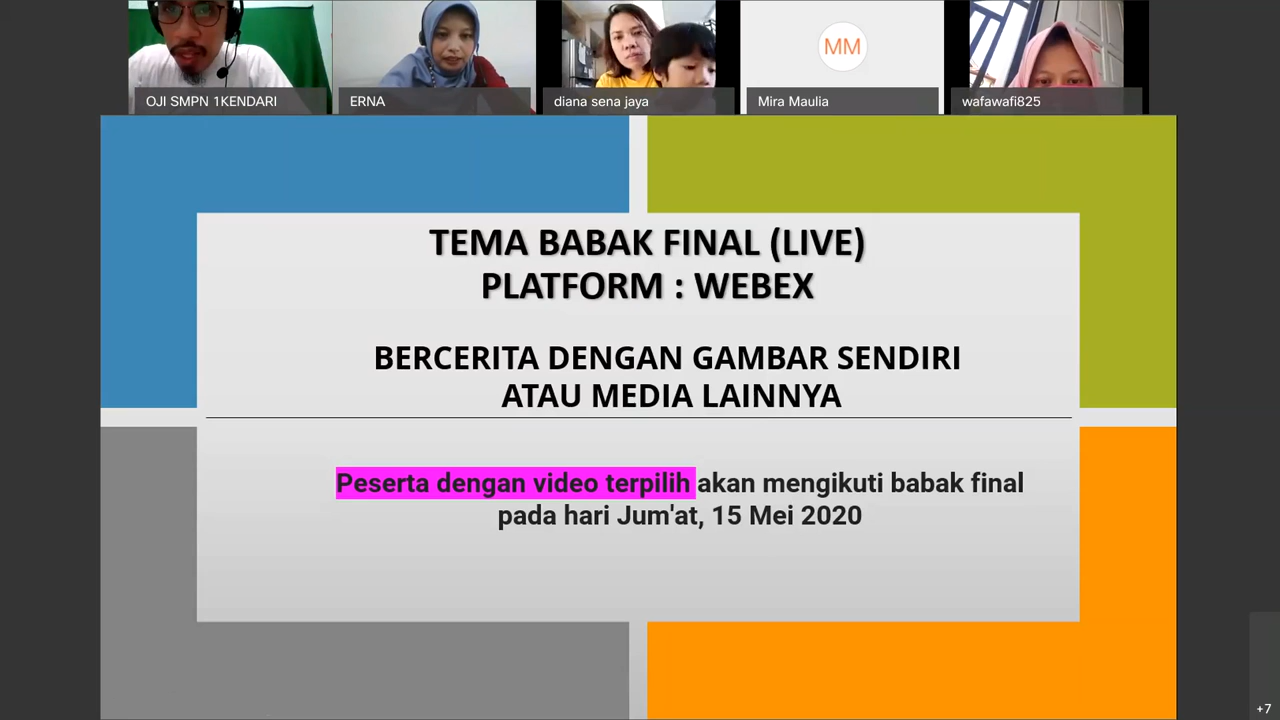 OJI SMPN 1KENDARI
ERNA
diana sena jaya
MM
Mira Maulia
wafawafi825
TEMA BABAK FINAL (LIVE)
PLATFORM : WEBEX
BERCERITA DENGAN GAMBAR SENDIRI
ATAU MEDIA LAINNYA
Peserta dengan video terpilih akan mengikuti babak final
pada hari Jum'at, 15 Mei 2020
+7